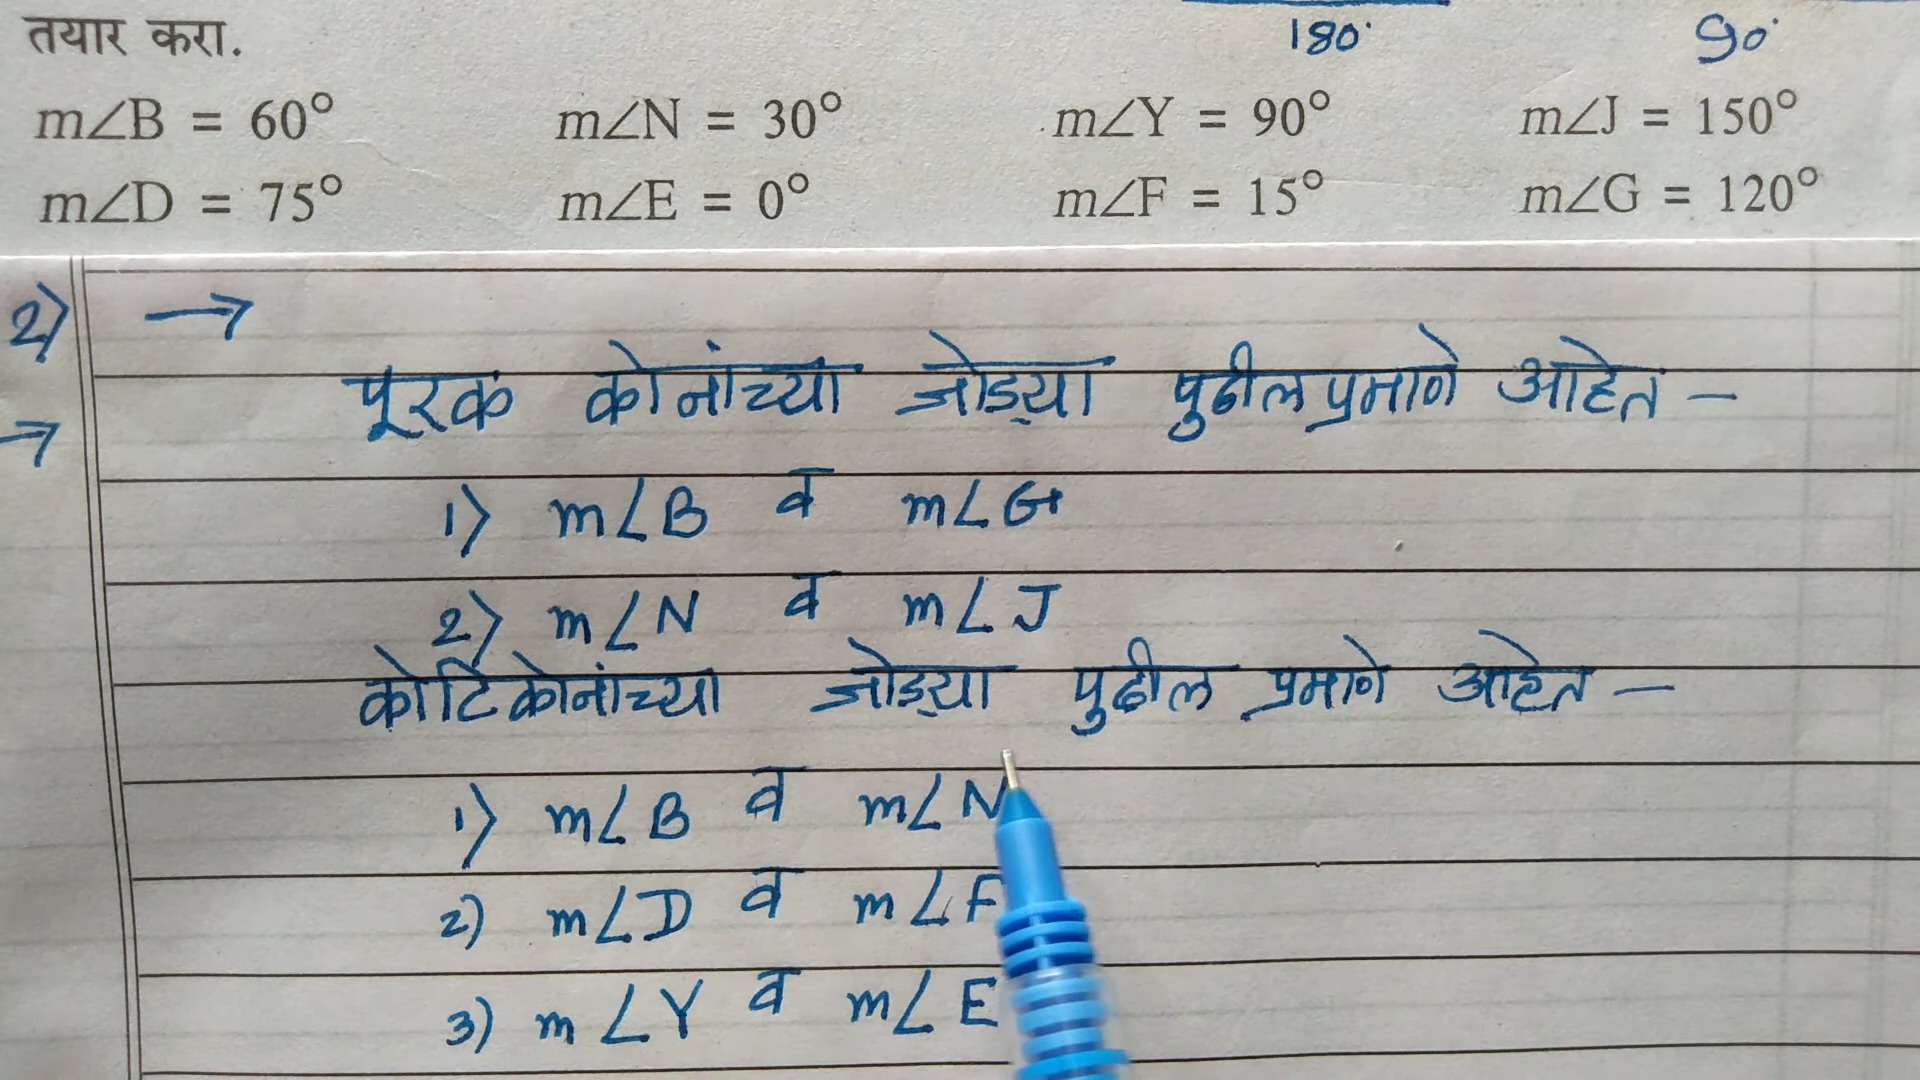 तयार करा.
180° 90°
m∠B = 60° m∠N = 30° m∠Y = 90° m∠J = 150°
m∠D = 75° m∠E = 0° m∠F = 15° m∠G = 120°
2) →
पूरक कोनांच्या जोड्या पुढीलप्रमाणे आहेत –
→
1) m∠B व m∠G
2) m∠N व m∠J
कोटिकोनांच्या जोड्या पुढील प्रमाणे आहेत –
1) m∠B व m∠N
2) m∠D व m∠F
3) m∠Y व m∠E